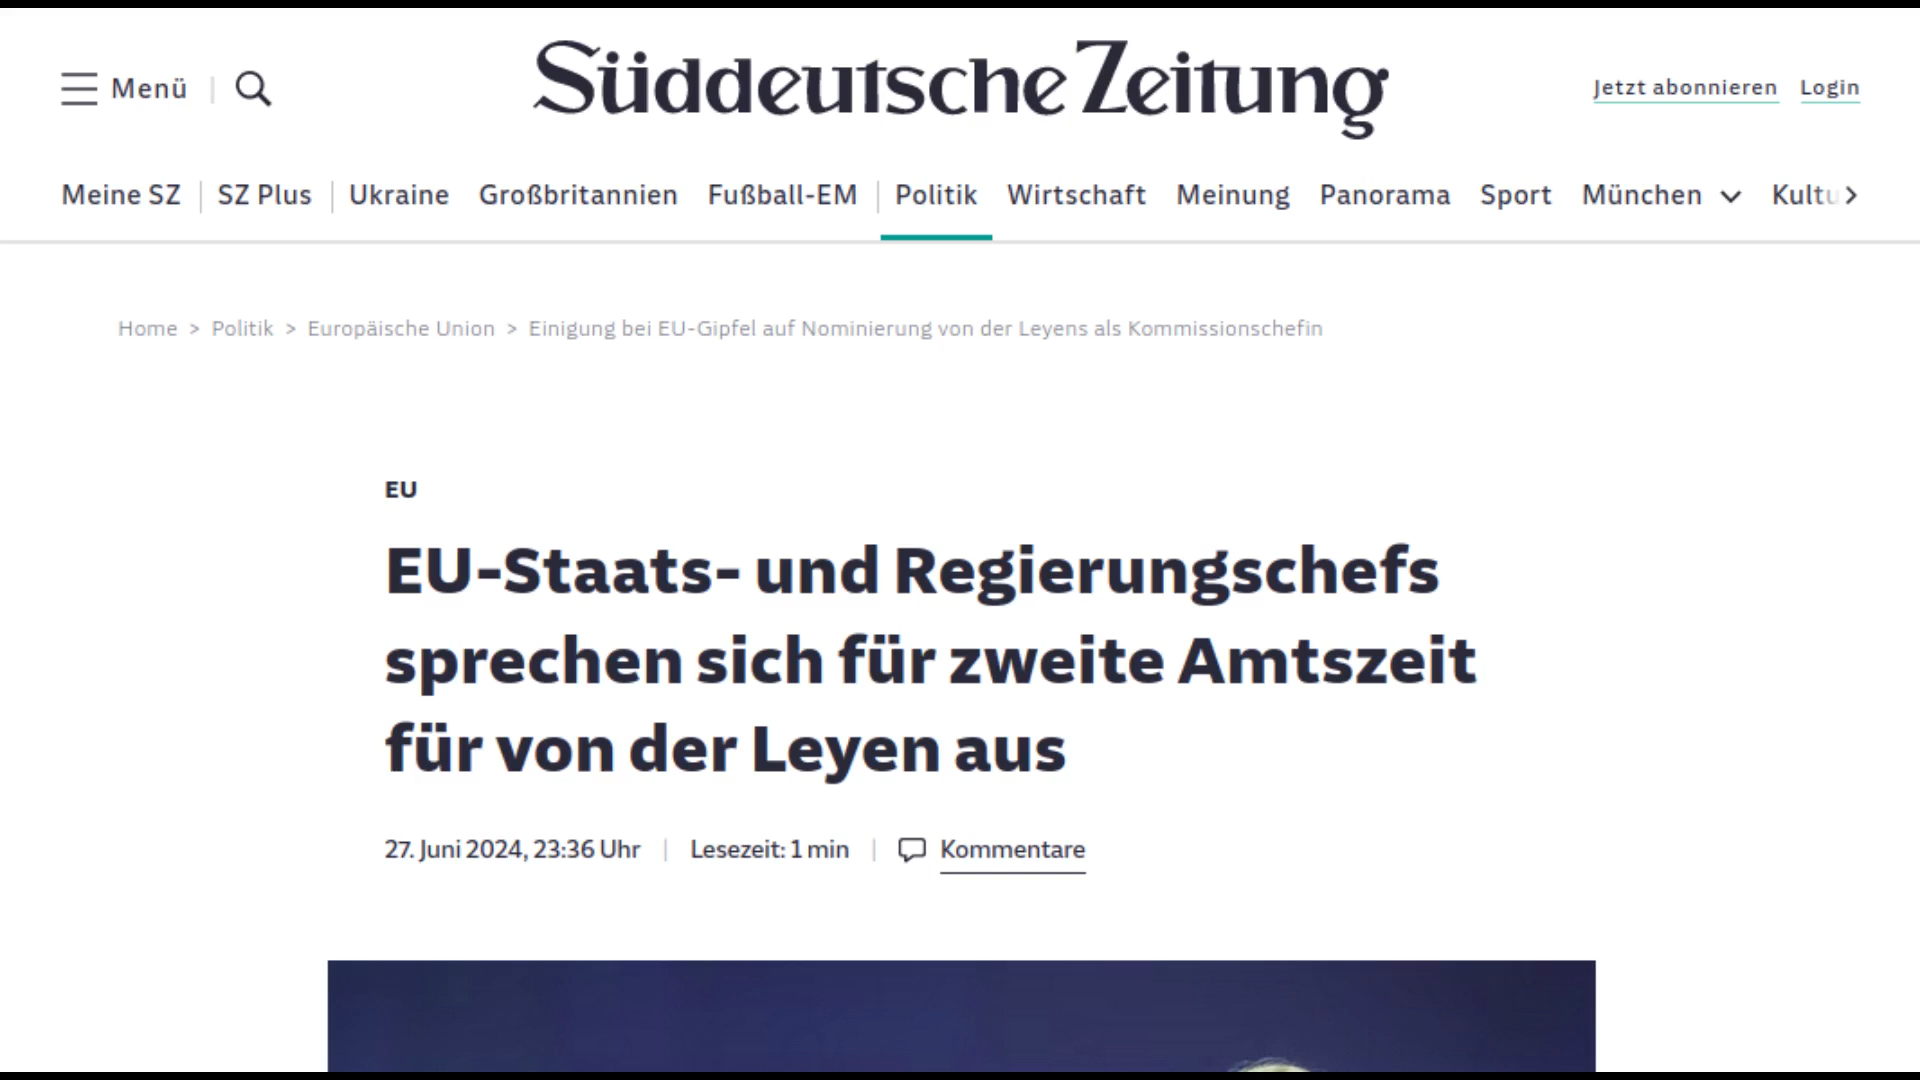 Menü
Süddeutsche Zeitung
Jetzt abonnieren Login
Meine SZ SZ Plus Ukraine Großbritannien Fußball-EM Politik Wirtschaft Meinung Panorama Sport München Kultu
Home > Politik > Europäische Union > Einigung bei EU-Gipfel auf Nominierung von der Leyens als Kommissionschefin
EU
EU-Staats- und Regierungschefs
sprechen sich für zweite Amtszeit
für von der Leyen aus
27. Juni 2024, 23:36 Uhr | Lesezeit: 1 min | Kommentare